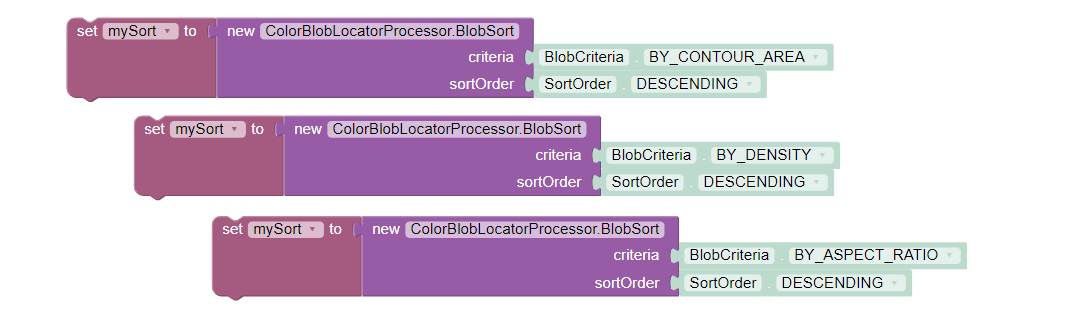 set mySort to new ColorBlobLocatorProcessor.BlobSort
criteria BlobCriteria . BY_CONTOUR_AREA
sortOrder SortOrder . DESCENDING
set mySort to new ColorBlobLocatorProcessor.BlobSort
criteria BlobCriteria . BY_DENSITY
sortOrder SortOrder . DESCENDING
set mySort to new ColorBlobLocatorProcessor.BlobSort
criteria BlobCriteria . BY_ASPECT_RATIO
sortOrder SortOrder . DESCENDING